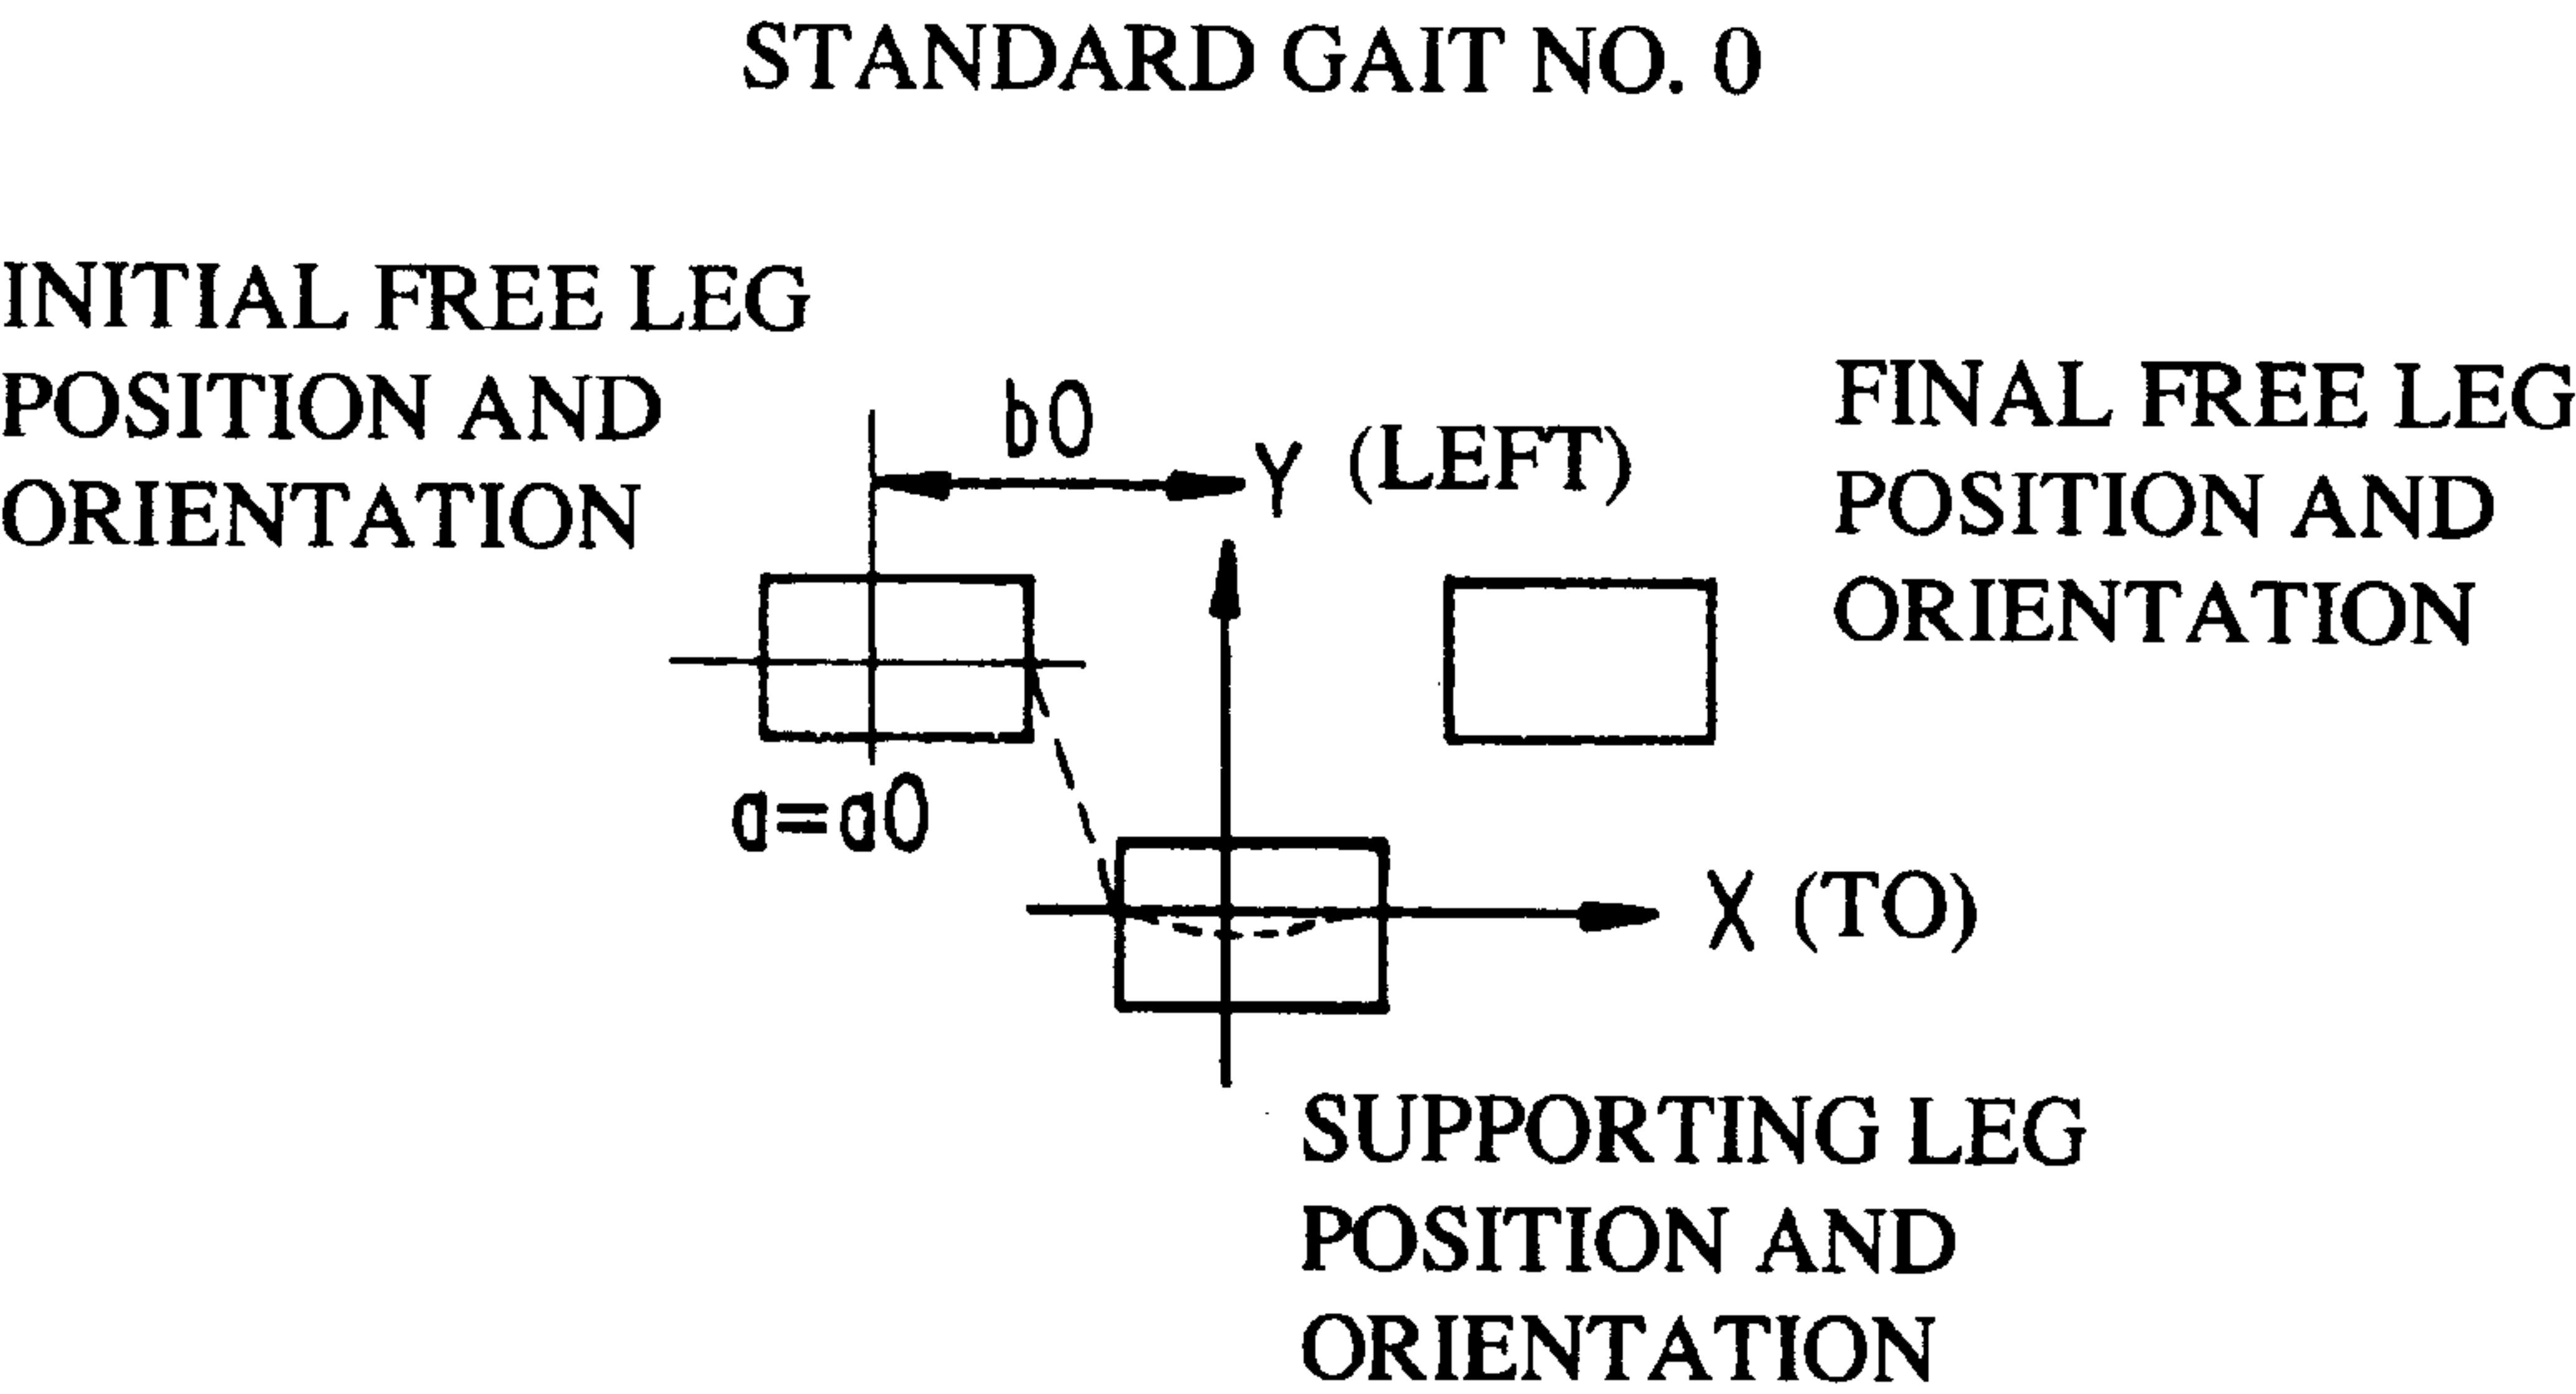 STANDARD GAIT NO. 0
INITIAL FREE LEG
POSITION AND
ORIENTATION
b0
Y (LEFT)
FINAL FREE LEG
POSITION AND
ORIENTATION
a=a0
X (TO)
SUPPORTING LEG
POSITION AND
ORIENTATION